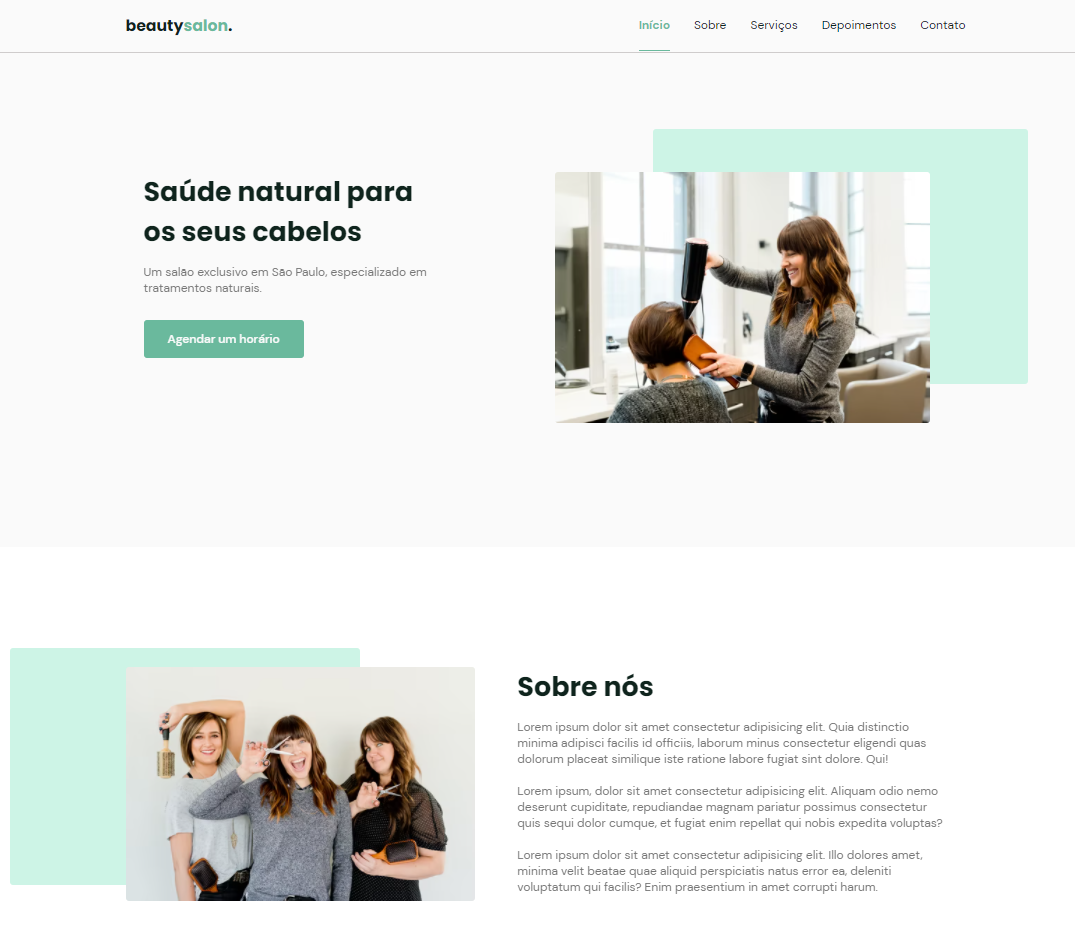 beautysalon.
Início Sobre Serviços Depoimentos Contato
Saúde natural para
os seus cabelos
Um salão exclusivo em São Paulo, especializado em
tratamentos naturais.
Agendar um horário
Sobre nós
Lorem ipsum dolor sit amet consectetur adipisicing elit. Quia distinctio
minima adipisci facilis id officiis, laborum minus consectetur eligendi quas
dolorum placeat similique iste ratione labore fugiat sint dolore. Qui!
Lorem ipsum, dolor sit amet consectetur adipisicing elit. Aliquam odio nemo
deserunt cupiditate, repudiandae magnam pariatur possimus consectetur
quis sequi dolor cumque, et fugiat enim repellat qui nobis expedita voluptas?
Lorem ipsum dolor sit amet consectetur adipisicing elit. Illo dolores amet,
minima velit beatae quae aliquid perspiciatis natus error ea, deleniti
voluptatum qui facilis? Enim praesentium in amet corrupti harum.